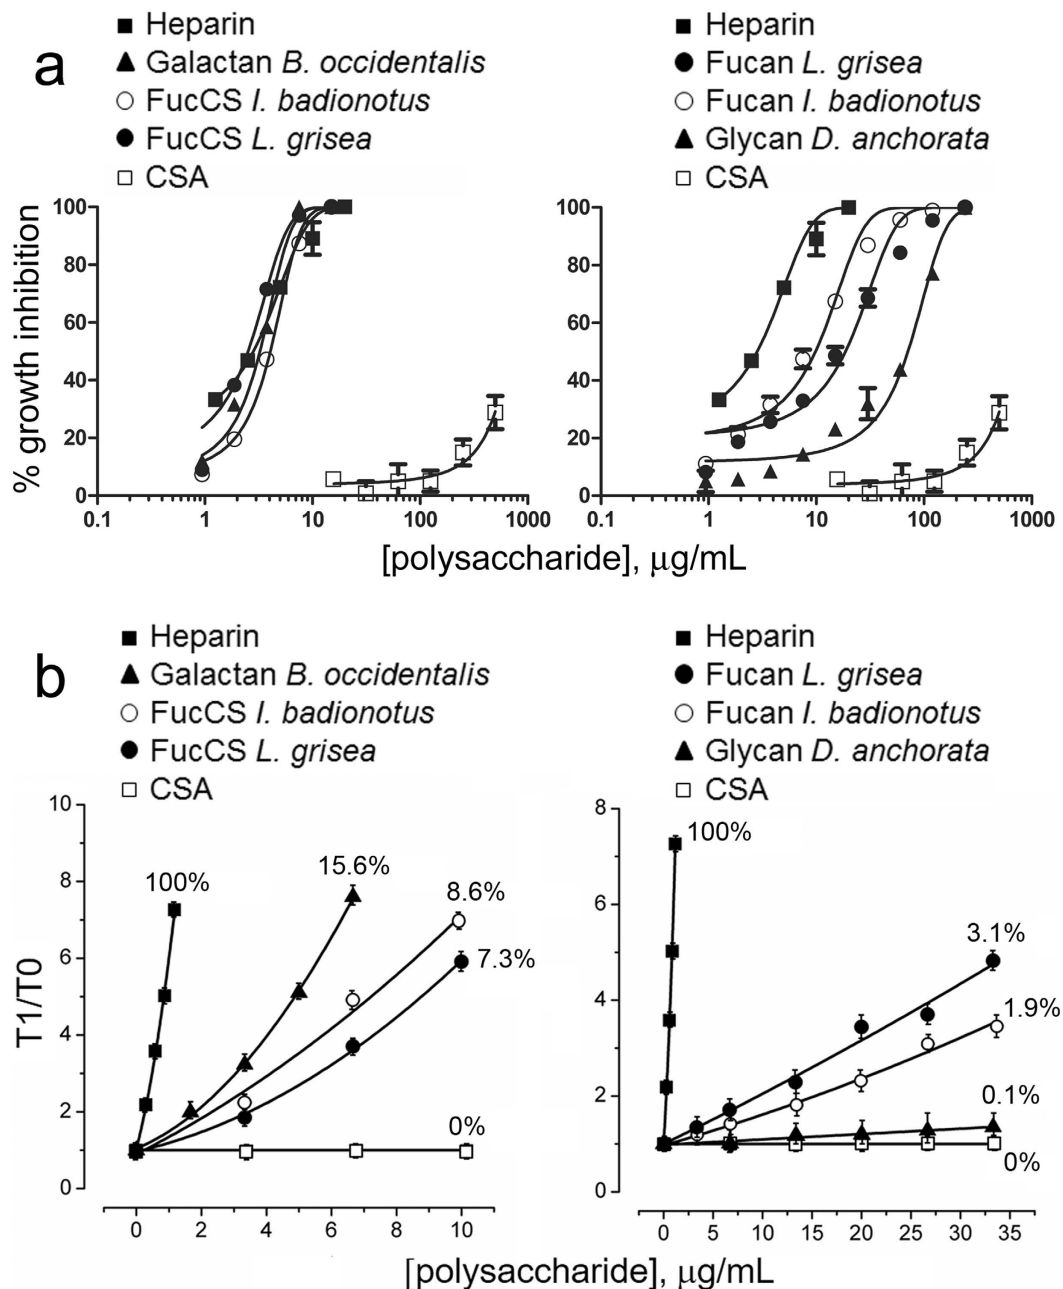 a
Heparin
Galactan B. occidentalis
FucCS I. badionotus
FucCS L. grisea
CSA
Heparin
Fucan L. grisea
Fucan I. badionotus
Glycan D. anchorata
CSA
% growth inhibition
100
80
60
40
20
0
0.1 1 10 100 1000
100
80
60
40
20
0
0.1 1 10 100 1000
[polysaccharide], μg/mL
b
Heparin
Galactan B. occidentalis
FucCS I. badionotus
FucCS L. grisea
CSA
Heparin
Fucan L. grisea
Fucan I. badionotus
Glycan D. anchorata
CSA
T1/T0
10
8
6
4
2
0
100%
15.6%
8.6%
7.3%
0%
0 2 4 6 8 10
8
6
4
2
0
100%
3.1%
1.9%
0.1%
0%
0 5 10 15 20 25 30 35
[polysaccharide], μg/mL